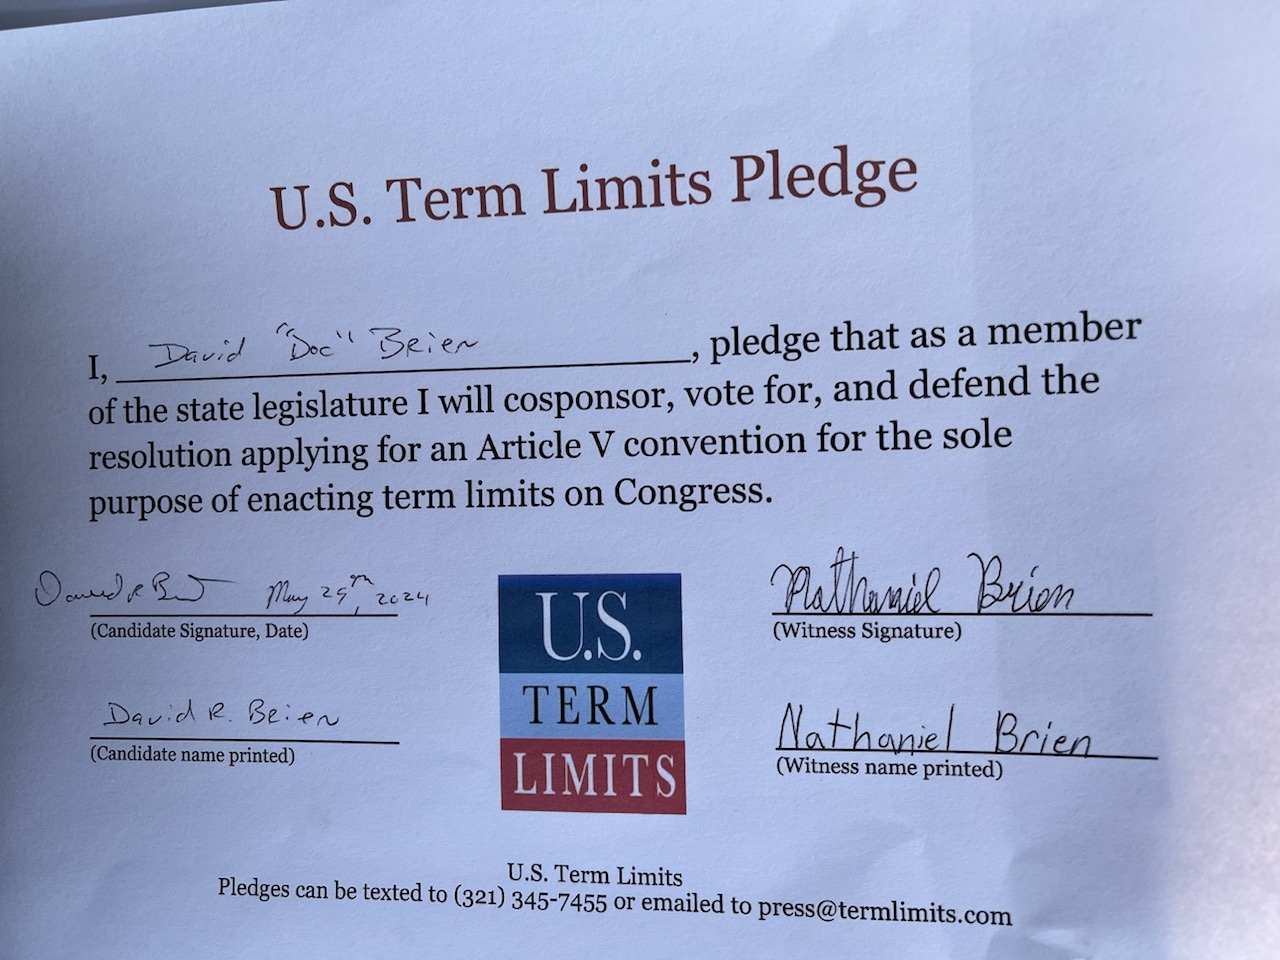 U.S. Term Limits Pledge
I, David "Doc" Brien, pledge that as a member
of the state legislature I will cosponsor, vote for, and defend the
resolution applying for an Article V convention for the sole
purpose of enacting term limits on Congress.
David R Brien May 29th, 2024
(Candidate Signature, Date)
David R. Brien
(Candidate name printed)
U.S.
TERM
LIMITS
Nathaniel Brien
(Witness Signature)
Nathaniel Brien
(Witness name printed)
U.S. Term Limits
Pledges can be texted to (321) 345-7455 or emailed to press@termlimits.com